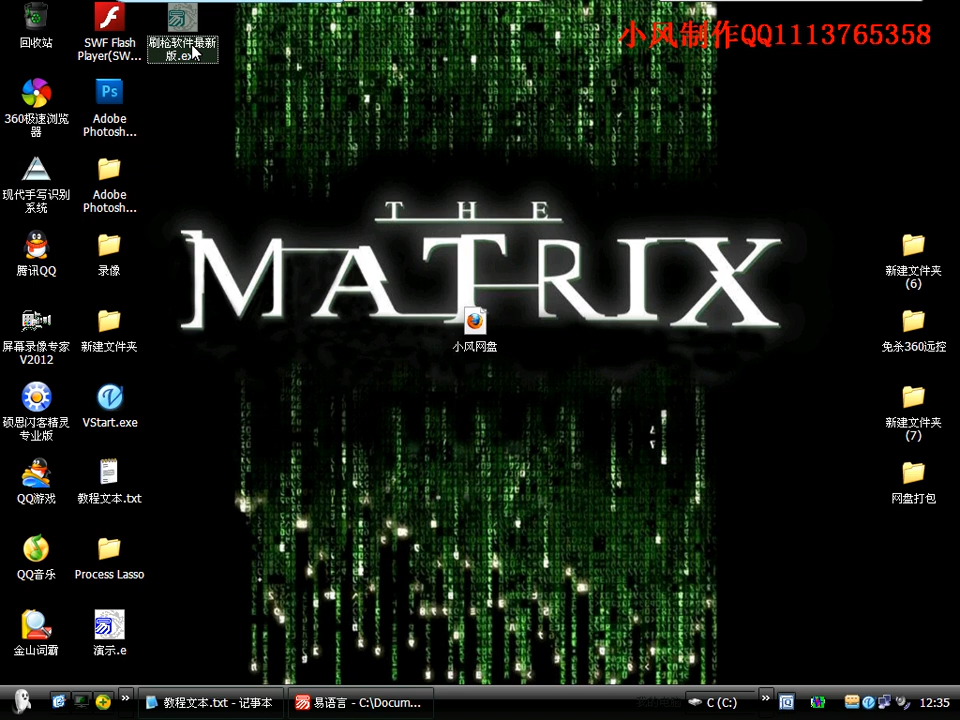 小风制作QQ1113765358
回收站
SWF Flash
Player(SW...
刷枪软件最新
版.exe
360极速浏览
器
Ps
Adobe
Photosh...
现代手写识别
系统
Adobe
Photosh...
THE
MATRIX
腾讯QQ
录像
新建文件夹
(6)
屏幕录像专家
V2012
新建文件夹
小风网盘
免杀360远控
硕思闪客精灵
专业版
VStart.exe
新建文件夹
(7)
QQ游戏
教程文本.txt
网盘打包
QQ音乐
Process Lasso
金山词霸
演示.e
教程文本.txt - 记事本
易语言 - C:\Docum...
C (C:)
12:35